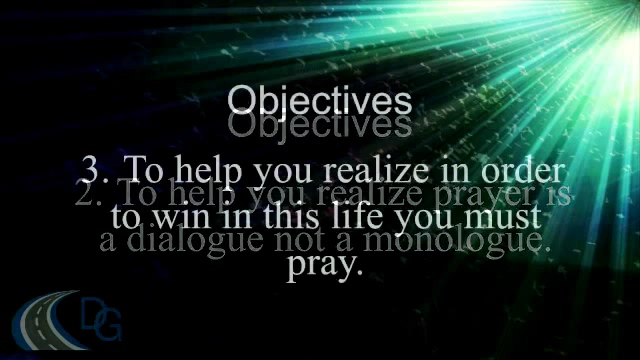 Objectives
Objectives
3. To help you realize in order
2. To help you realize prayer is
to win in this life you must
a dialogue not a monologue.
pray.
DG